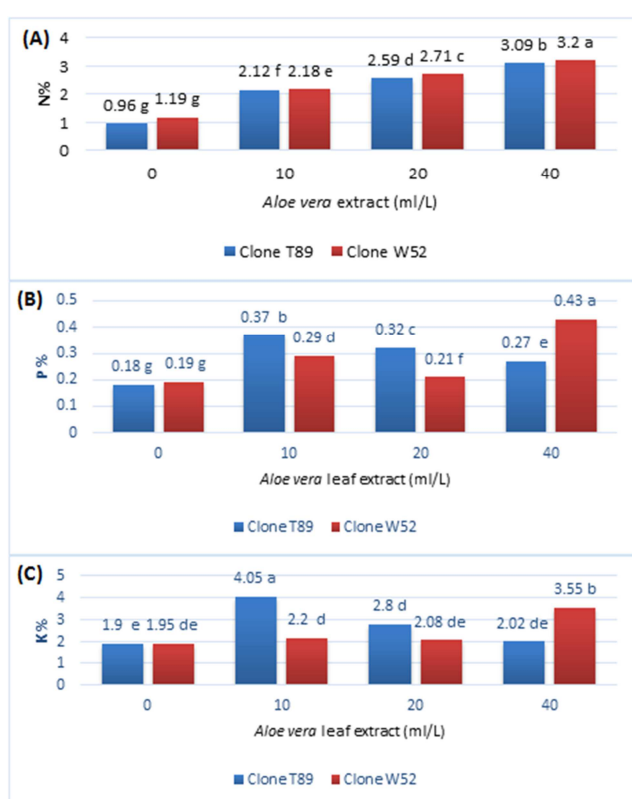 (A)
N%
4
3
2
1
0
0.96 g 1.19 g
2.12 f 2.18 e
2.59 d 2.71 c
3.09 b 3.2 a
0 10 20 40
Aloe vera extract (ml/L)
Clone T89 Clone W52
(B)
P %
0.5
0.4
0.3
0.2
0.1
0
0.18 g 0.19 g
0.37 b 0.29 d
0.32 c 0.21 f
0.27 e 0.43 a
0 10 20 40
Aloe vera leaf extract (ml/L)
Clone T89 Clone W52
(C)
K%
5
4
3
2
1
0
1.9 e 1.95 de
4.05 a 2.2 d
2.8 d 2.08 de
2.02 de 3.55 b
0 10 20 40
Aloe vera leaf extract (ml/L)
Clone T89 Clone W52